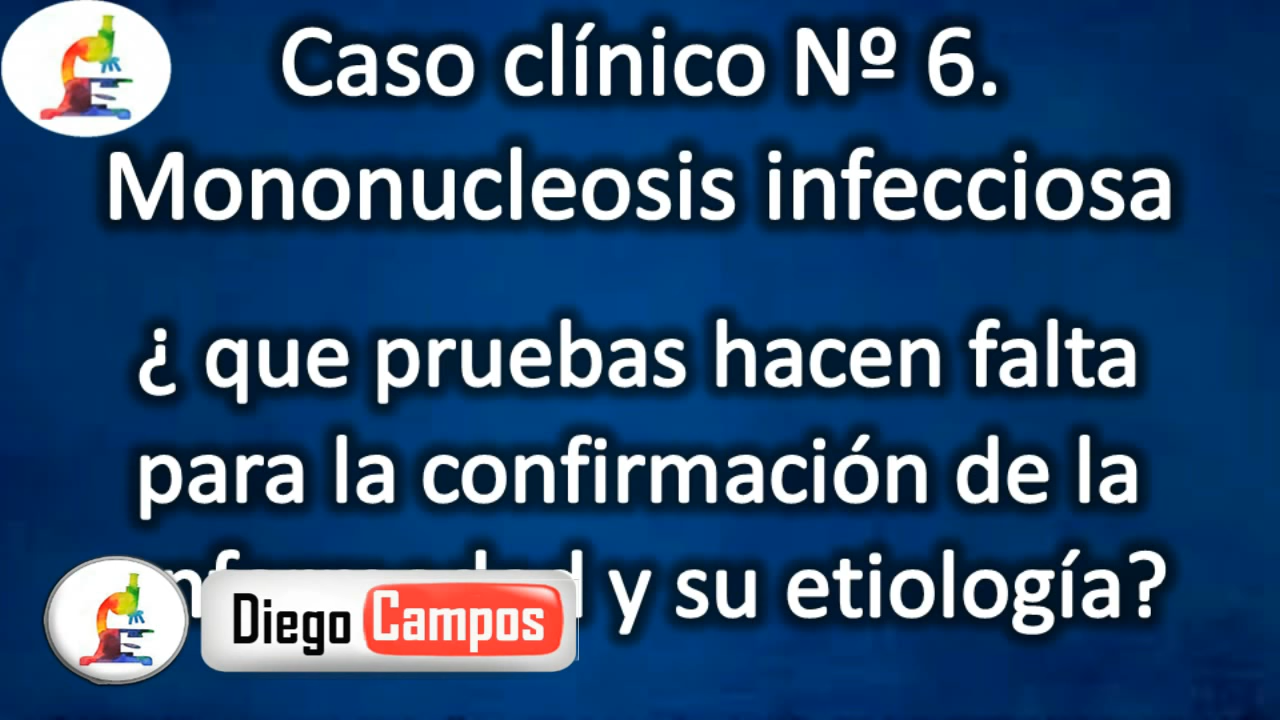 Caso clínico Nº 6.
Mononucleosis infecciosa
¿ que pruebas hacen falta
para la confirmación de la
y su etiología?
Diego Campos